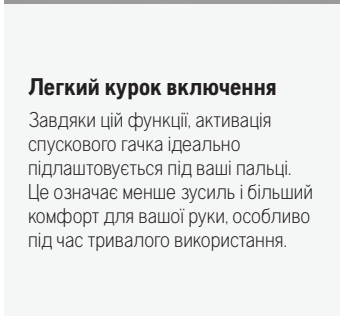 Легкий курок включення
Завдяки цій функції, активація
спускового гачка ідеально
підлаштовується під ваші пальці.
Це означає менше зусиль і більший
комфорт для вашої руки, особливо
під час тривалого використання.